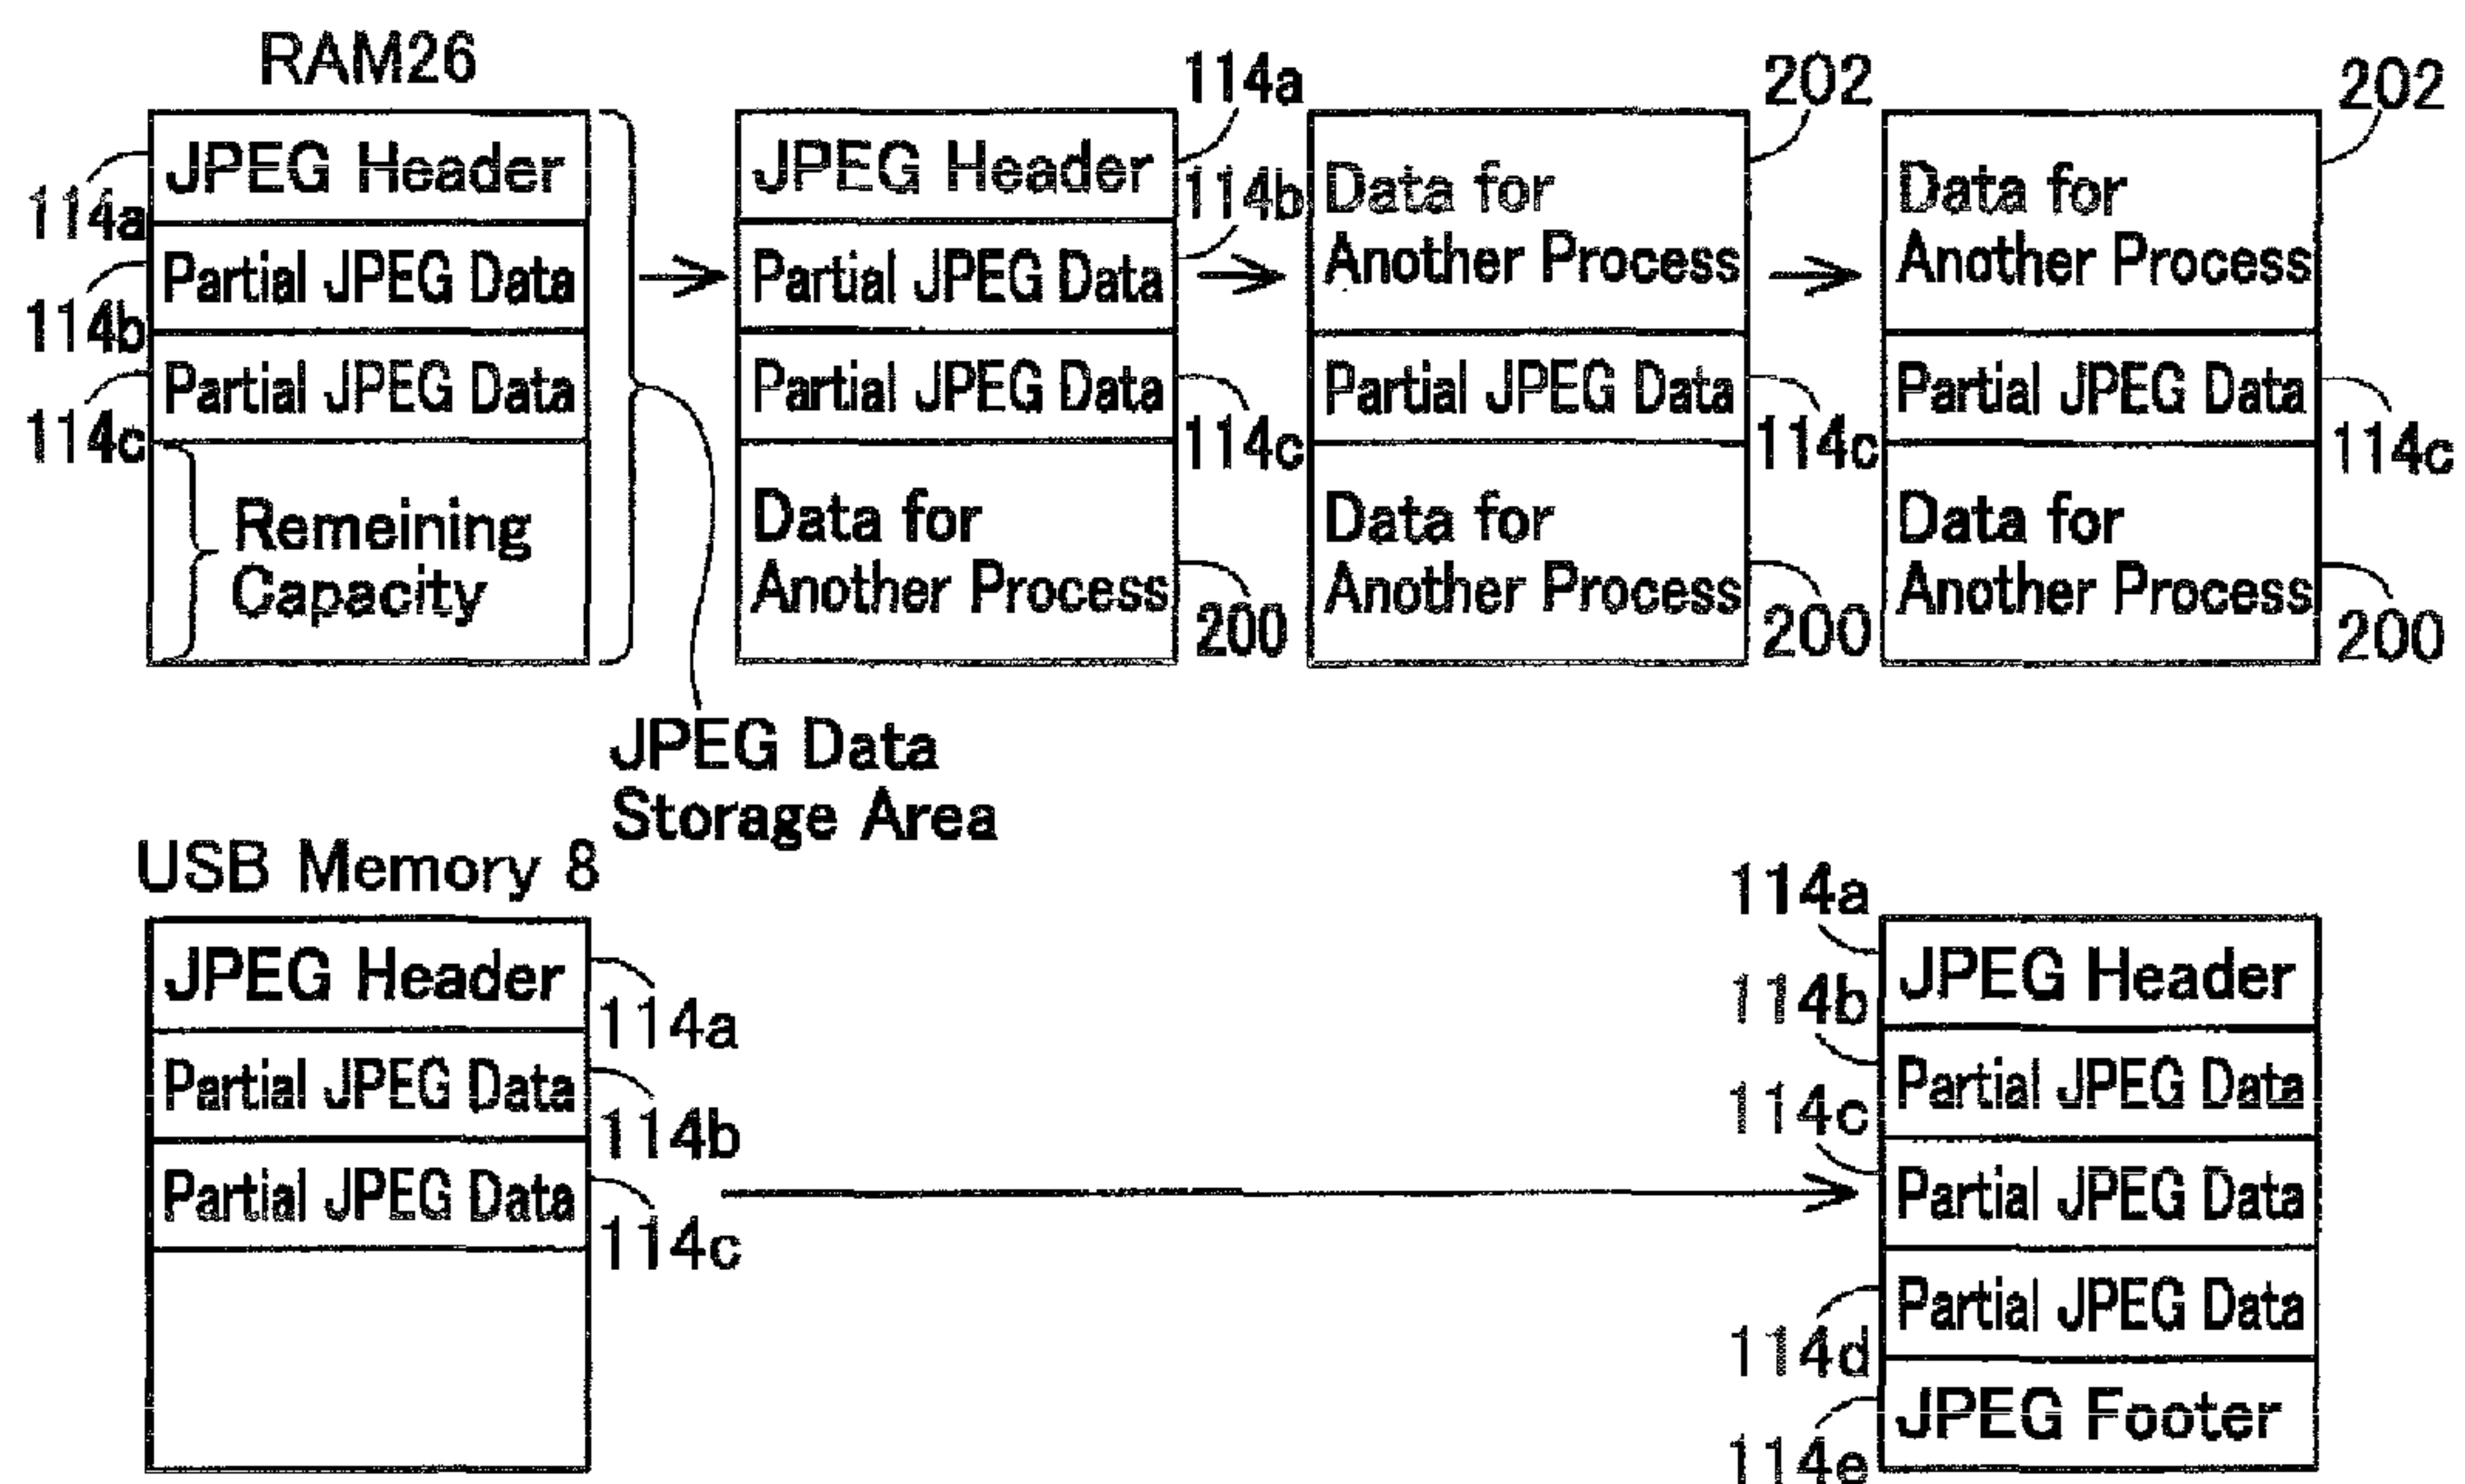 RAM26
JPEG Header
114a
Partial JPEG Data
114b
Partial JPEG Data
114c
Remeining
Capacity
JPEG Data
Storage Area
JPEG Header
114a
Partial JPEG Data
114b
Partial JPEG Data
114c
Data for
Another Process
200
Data for
Another Process
202
Partial JPEG Data
114c
Data for
Another Process
200
Data for
Another Process
202
Partial JPEG Data
114c
Data for
Another Process
200
USB Memory 8
JPEG Header
114a
Partial JPEG Data
114b
Partial JPEG Data
114c
114a
JPEG Header
114b
Partial JPEG Data
114c
Partial JPEG Data
114d
Partial JPEG Data
114e
JPEG Footer